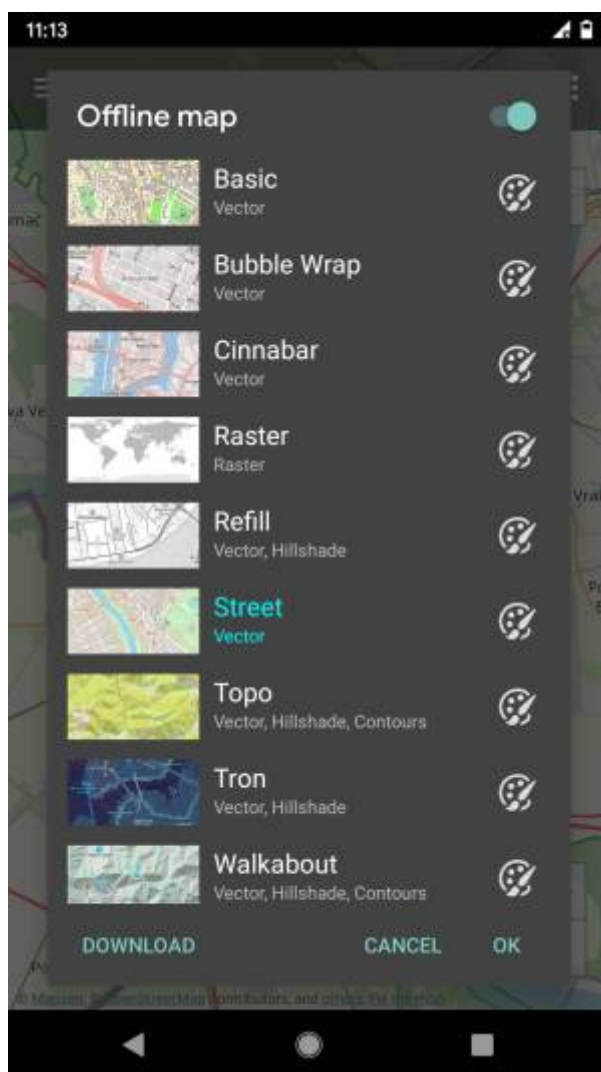 11:13
Offline map
Basic
Vector
Bubble Wrap
Vector
Cinnabar
Vector
Raster
Raster
Refill
Vector, Hillshade
Street
Vector
Topo
Vector, Hillshade, Contours
Tron
Vector, Hillshade
Walkabout
Vector, Hillshade, Contours
DOWNLOAD CANCEL OK